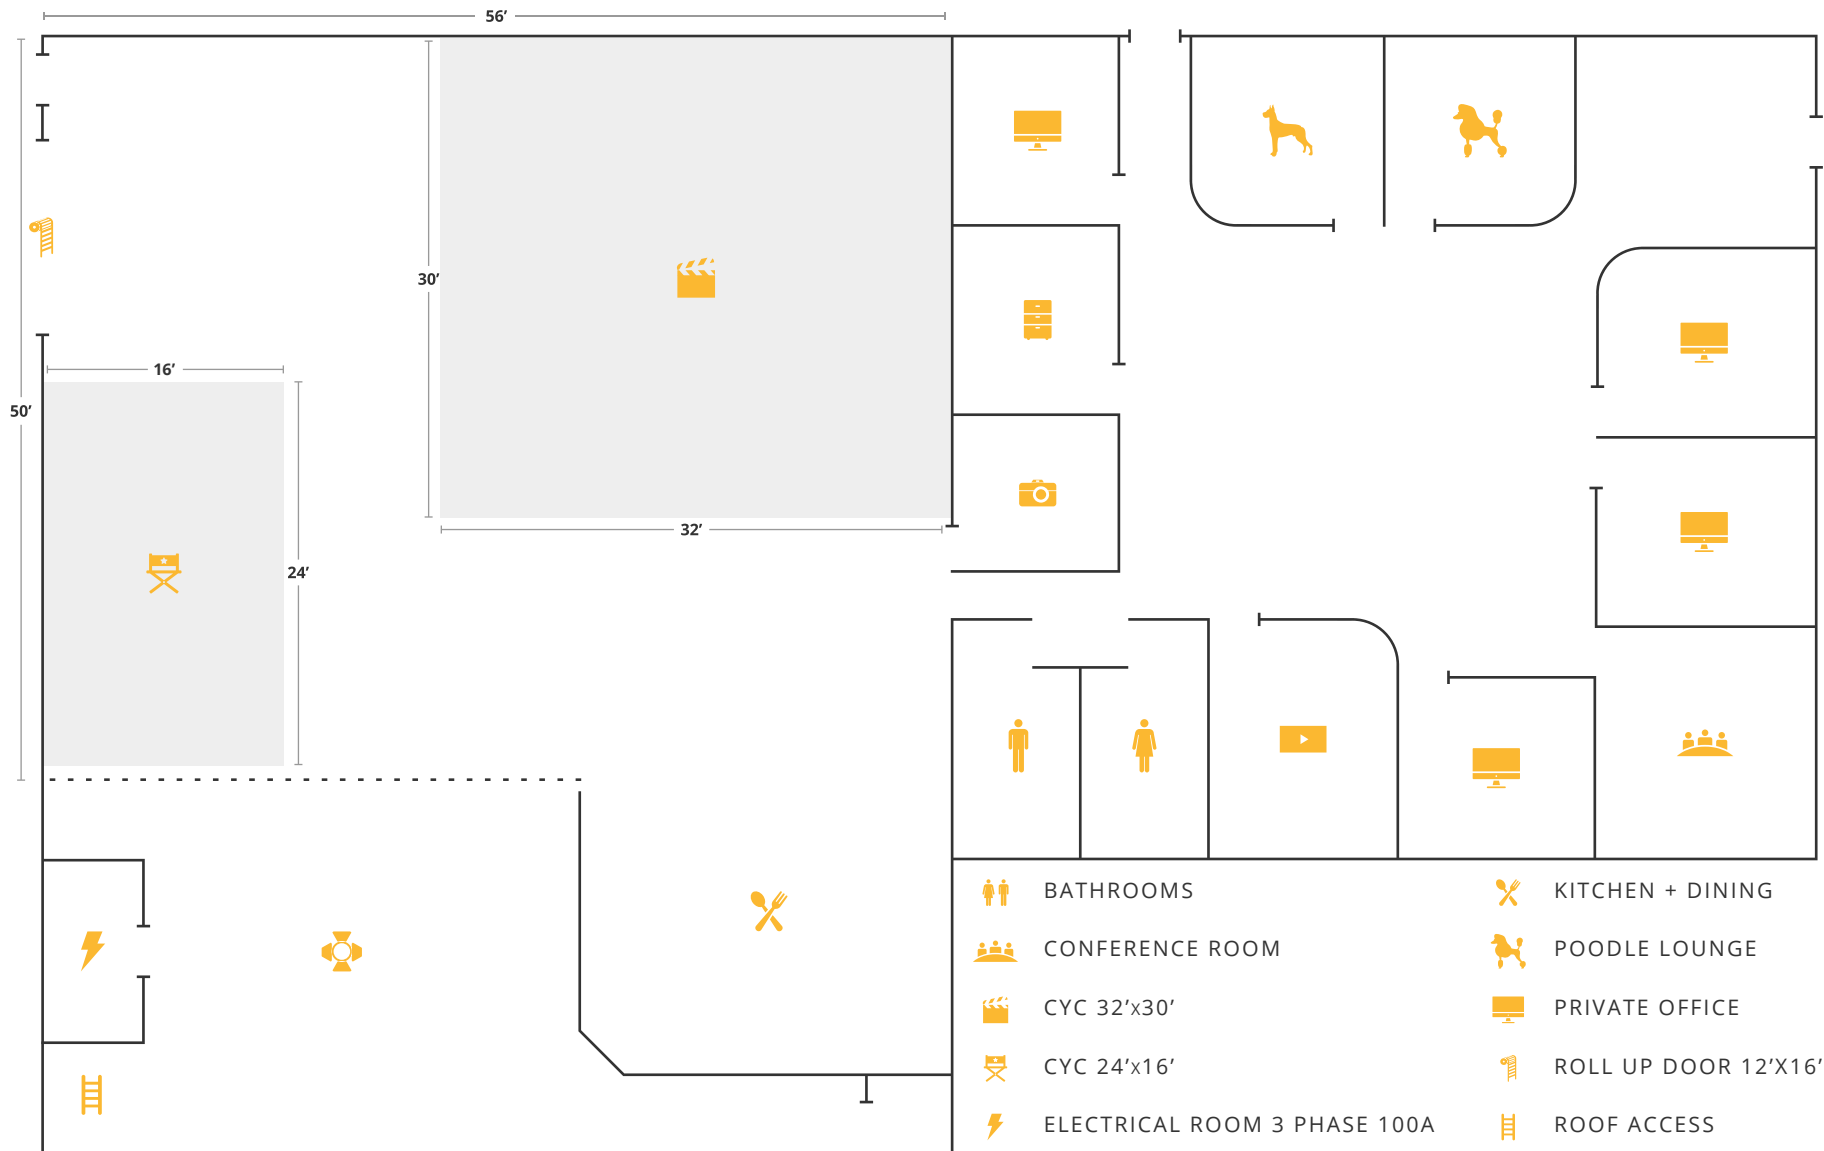 56’
30’
16’
50’
32’
24’
BATHROOMS
CONFERENCE ROOM
CYC 32’x30’
CYC 24’x16’
ELECTRICAL ROOM 3 PHASE 100A
KITCHEN + DINING
POODLE LOUNGE
PRIVATE OFFICE
ROLL UP DOOR 12’X16’
ROOF ACCESS